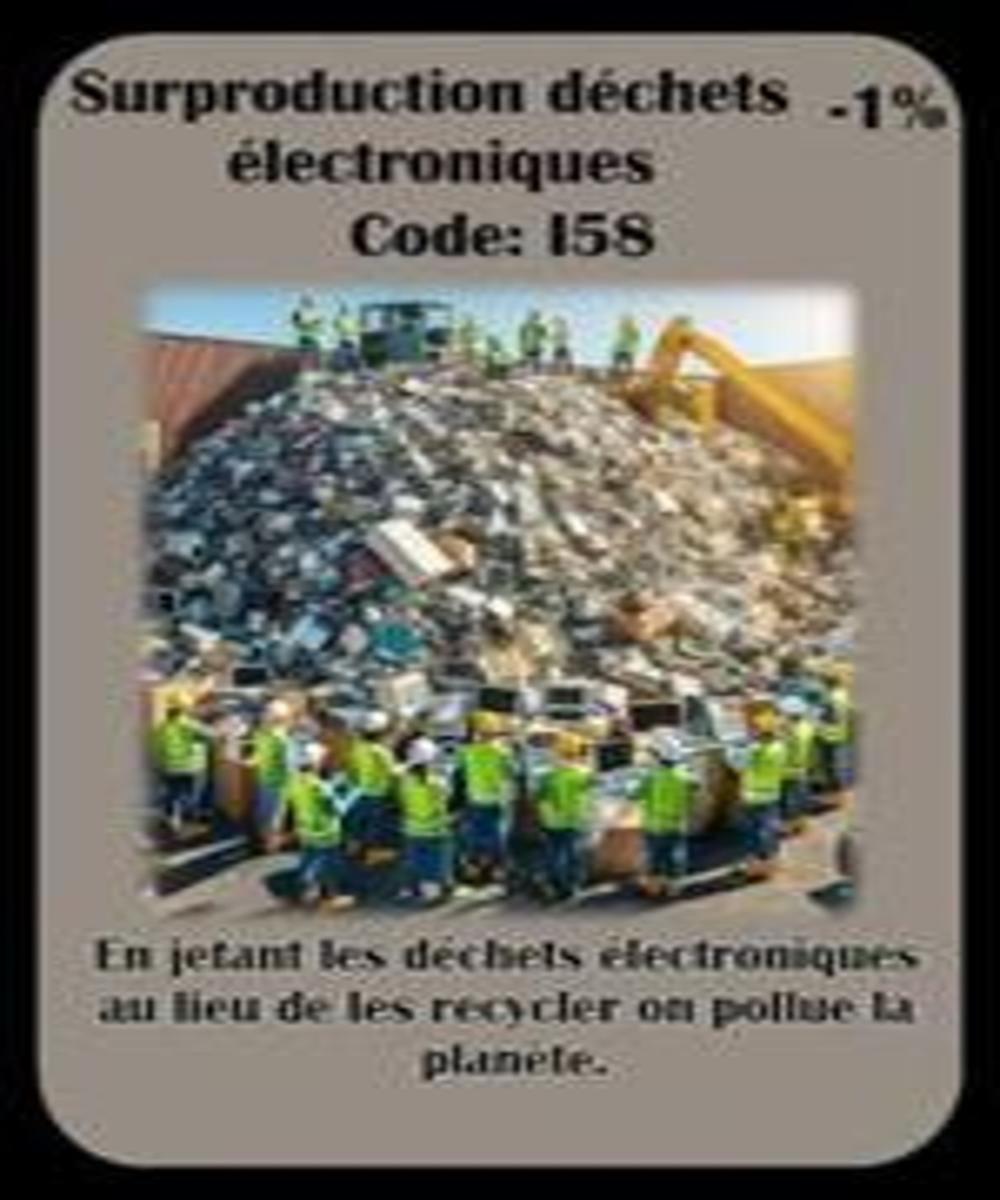 Surproduction déchets -1%
électroniques
Code: 158
En jetant les déchets électroniques
au lieu de les recycler on pollue la
planète.